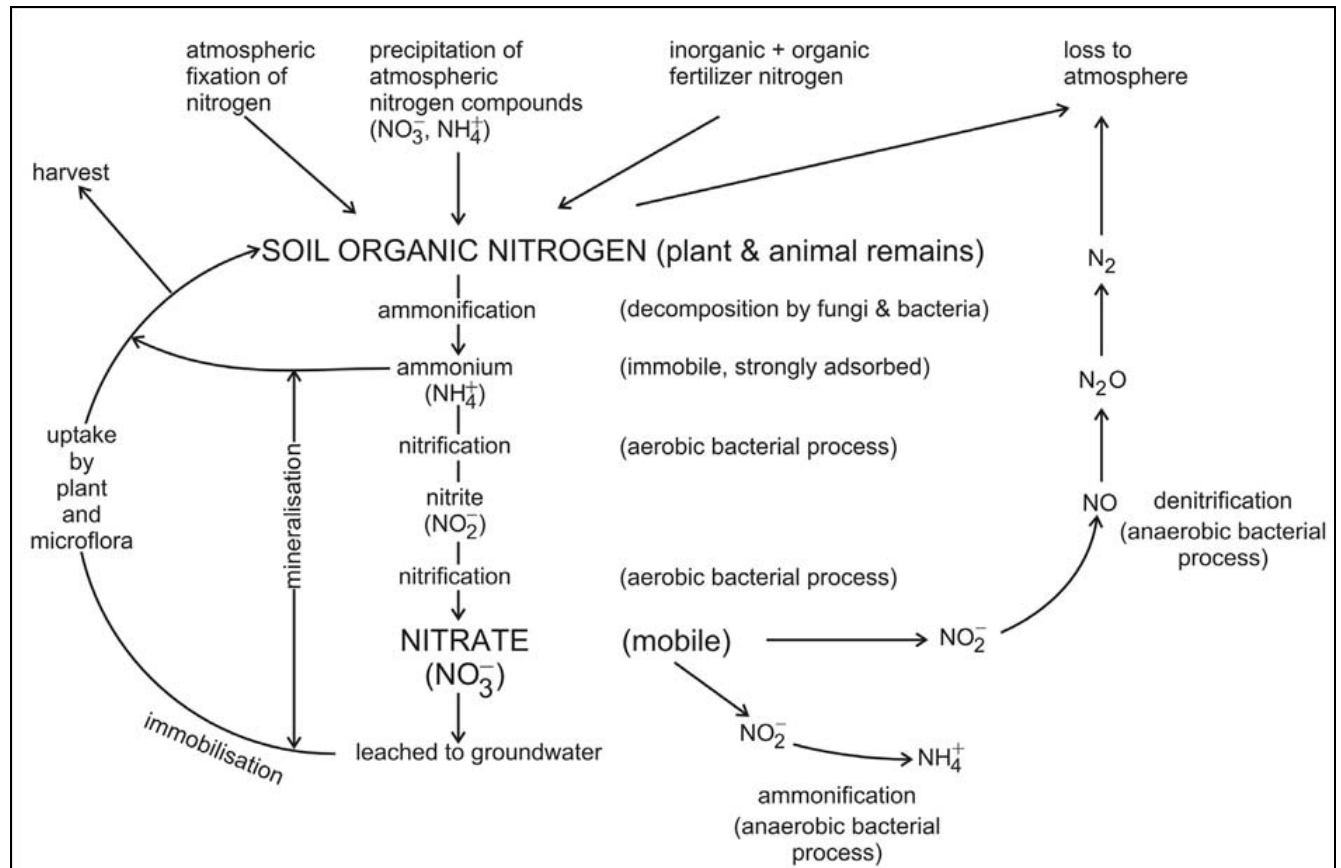 atmospheric
fixation of
nitrogen
precipitation of
atmospheric
nitrogen compounds
(NO₃⁻, NH₄⁺)
inorganic + organic
fertilizer nitrogen
loss to
atmosphere
harvest
SOIL ORGANIC NITROGEN (plant & animal remains)
ammonification
(decomposition by fungi & bacteria)
ammonium
(NH₄⁺)
(immobile, strongly adsorbed)
nitrification
(aerobic bacterial process)
nitrite
(NO₂⁻)
nitrification
(aerobic bacterial process)
NITRATE
(NO₃⁻)
(mobile)
leached to groundwater
uptake
by
plant
and
microflora
mineralisation
immobilisation
N₂
N₂O
NO
denitrification
(anaerobic bacterial
process)
NO₂⁻
NO₂⁻
NH₄⁺
ammonification
(anaerobic bacterial
process)